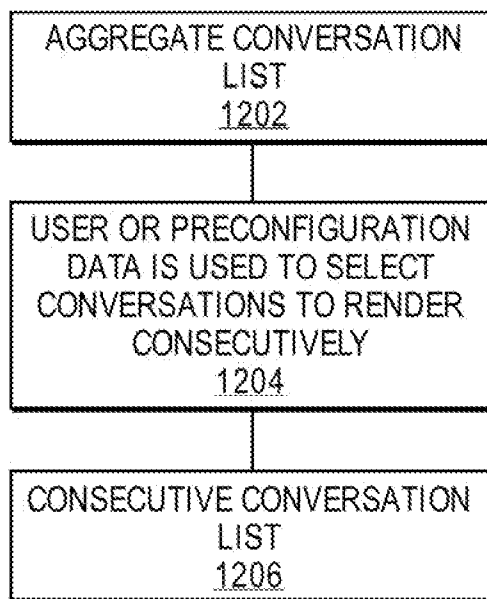 AGGREGATE CONVERSATION
LIST
1202
USER OR PRECONFIGURATION
DATA IS USED TO SELECT
CONVERSATIONS TO RENDER
CONSECUTIVELY
1204
CONSECUTIVE CONVERSATION
LIST
1206